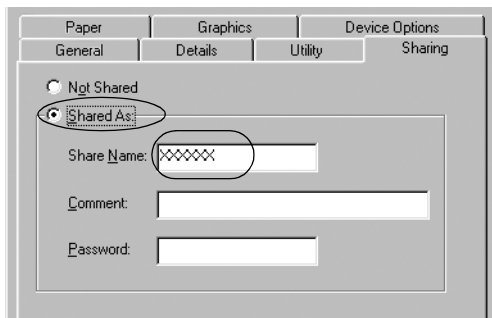 Paper Graphics Device Options
General Details Utility Sharing
Not Shared
Shared As:
Share Name: XXXXXX
Comment:
Password: